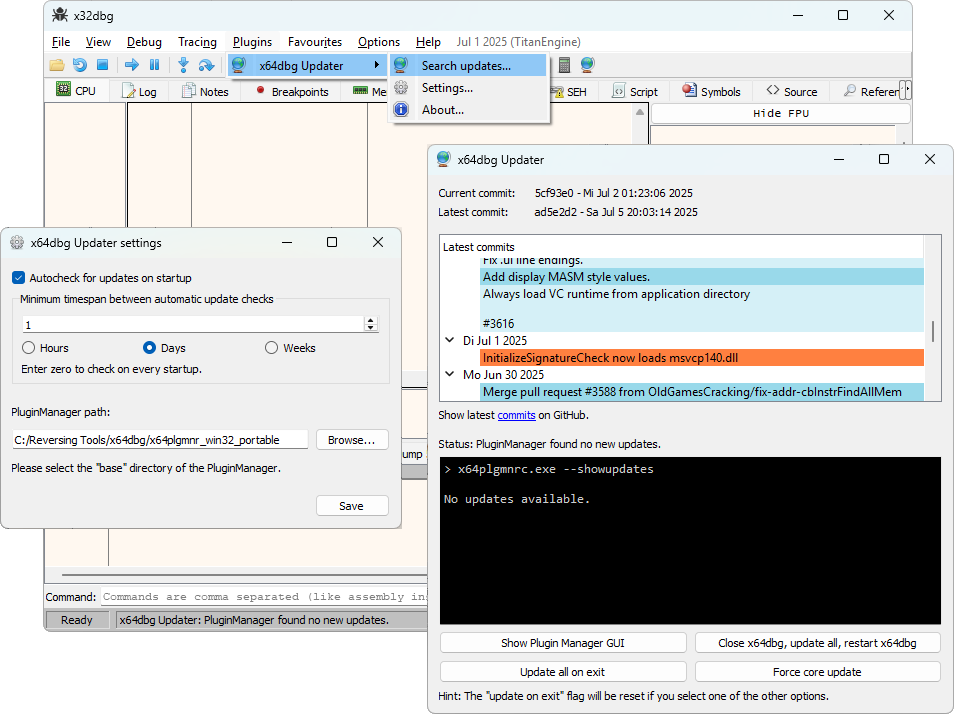 x32dbg
File View Debug Tracing Plugins Favourites Options Help Jul 1 2025 (TitanEngine)
x64dbg Updater
Search updates...
Settings...
About...
CPU Log Notes Breakpoints Me SEH Script Symbols Source Referen
Hide FPU
x64dbg Updater
Current commit: 5cf93e0 - Mi Jul 2 01:23:06 2025
Latest commit: ad5e2d2 - Sa Jul 5 20:03:14 2025
Latest commits
Fix .ui line endings.
Add display MASM style values.
Always load VC runtime from application directory
#3616
Di Jul 1 2025
InitializeSignatureCheck now loads msvcp140.dll
Mo Jun 30 2025
Merge pull request #3588 from OldGamesCracking/fix-addr-cbInstrFindAllMem
Show latest commits on GitHub.
Status: PluginManager found no new updates.
> x64plgmnrc.exe --showupdates
No updates available.
Show Plugin Manager GUI
Close x64dbg, update all, restart x64dbg
Update all on exit
Force core update
Hint: The "update on exit" flag will be reset if you select one of the other options.
x64dbg Updater settings
Autocheck for updates on startup
Minimum timespan between automatic update checks
1
Hours Days Weeks
Enter zero to check on every startup.
PluginManager path:
C:/Reversing Tools/x64dbg/x64plgmnr_win32_portable
Browse...
Please select the "base" directory of the PluginManager.
Save
ump
Command: Commands are comma separated (like assembly in
Ready x64dbg Updater: PluginManager found no new updates.